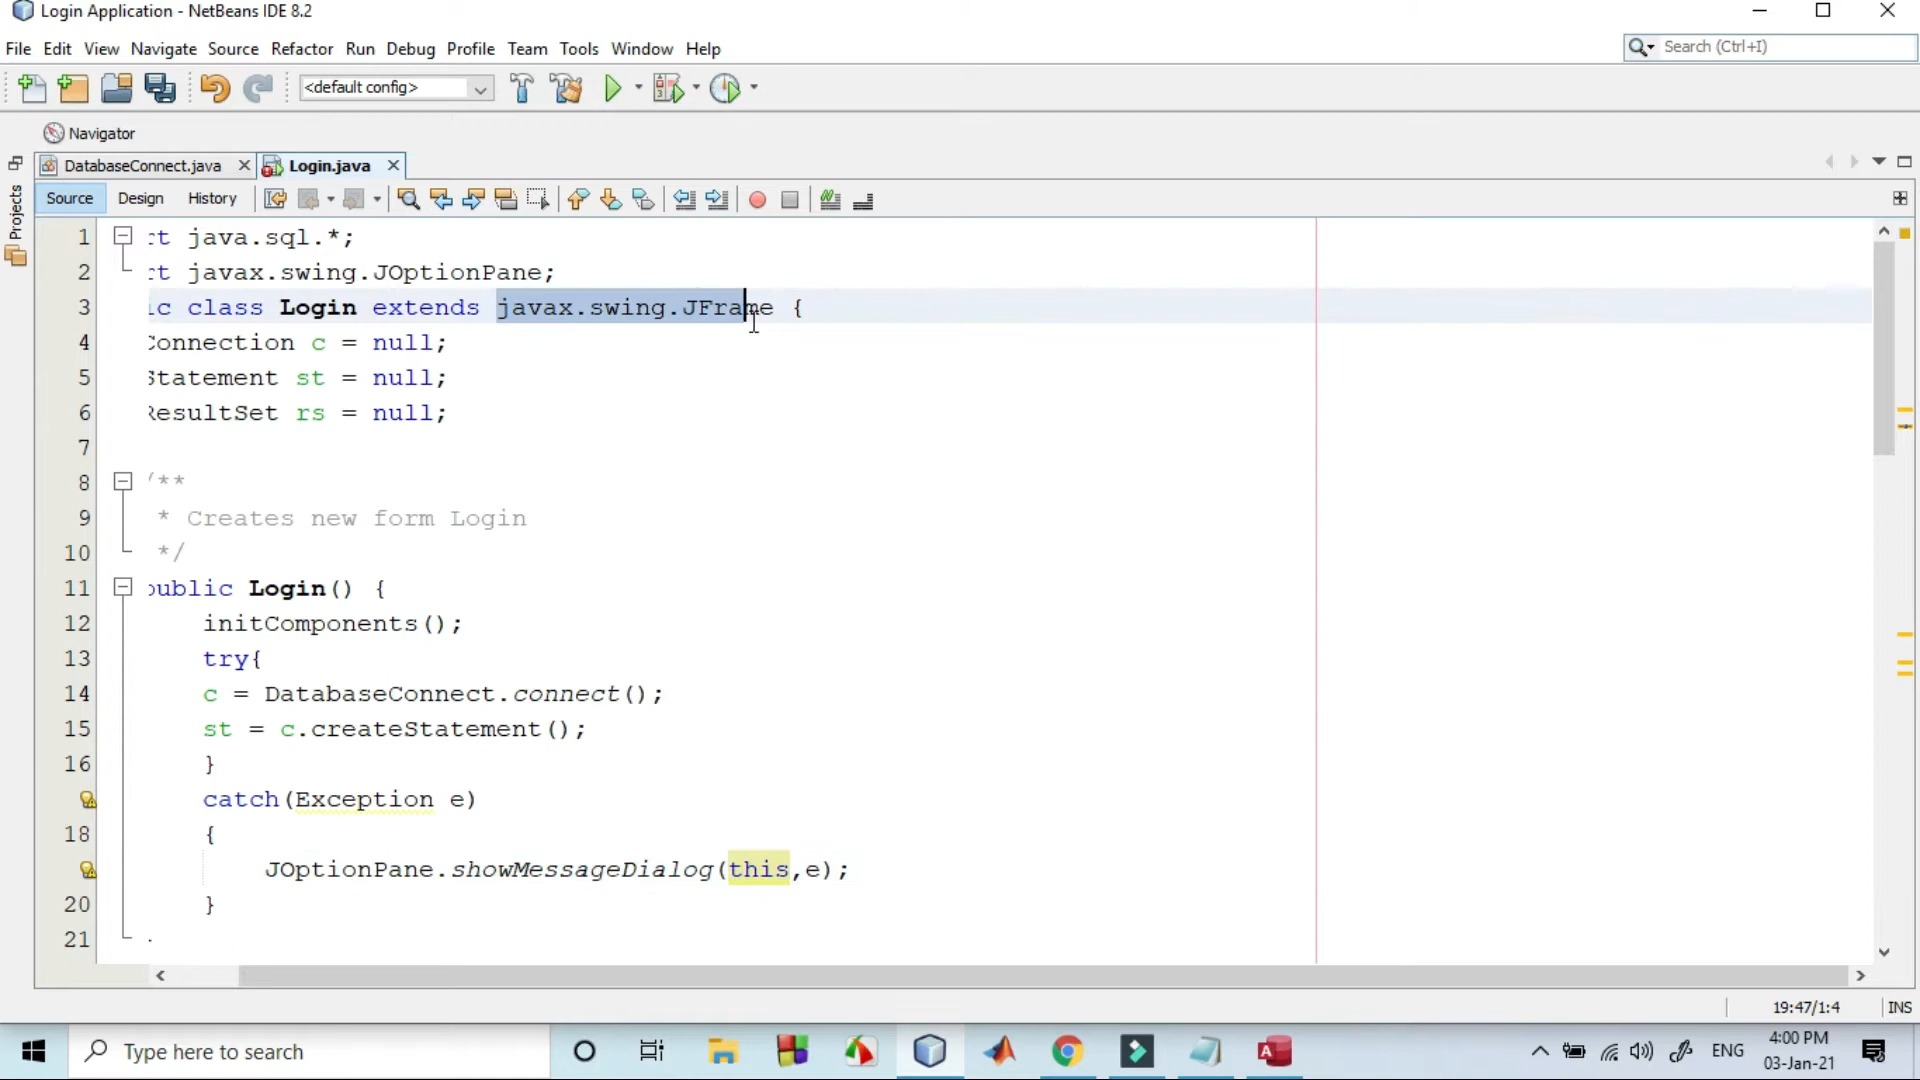 Login Application - NetBeans IDE 8.2
File Edit View Navigate Source Refactor Run Debug Profile Team Tools Window Help
Search (Ctrl+I)
<default config>
Navigator
DatabaseConnect.java Login.java
Source Design History
Projects
1 rt java.sql.*;
2 rt javax.swing.JOptionPane;
3 ic class Login extends javax.swing.JFrame {
4 Connection c = null;
5 Statement st = null;
6 ResultSet rs = null;
7
8 /**
9 * Creates new form Login
10 */
11 public Login() {
12 initComponents();
13 try{
14 c = DatabaseConnect.connect();
15 st = c.createStatement();
16 }
catch(Exception e)
18 {
JOptionPane.showMessageDialog(this,e);
20 }
21
19:47/1:4 INS
Type here to search
ENG
4:00 PM
03-Jan-21